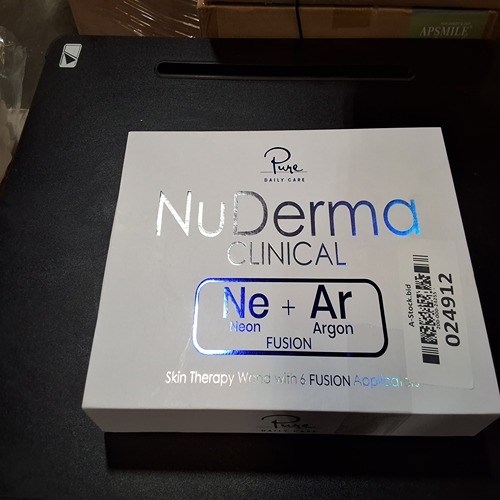 APSMILE
Pure
DAILY CARE
NuDerma
CLINICAL
Ne + Ar
Neon Argon
FUSION
Skin Therapy Wand with 6 FUSION Applicators
A-Stock.bid
024912
Pure
DAILY CARE